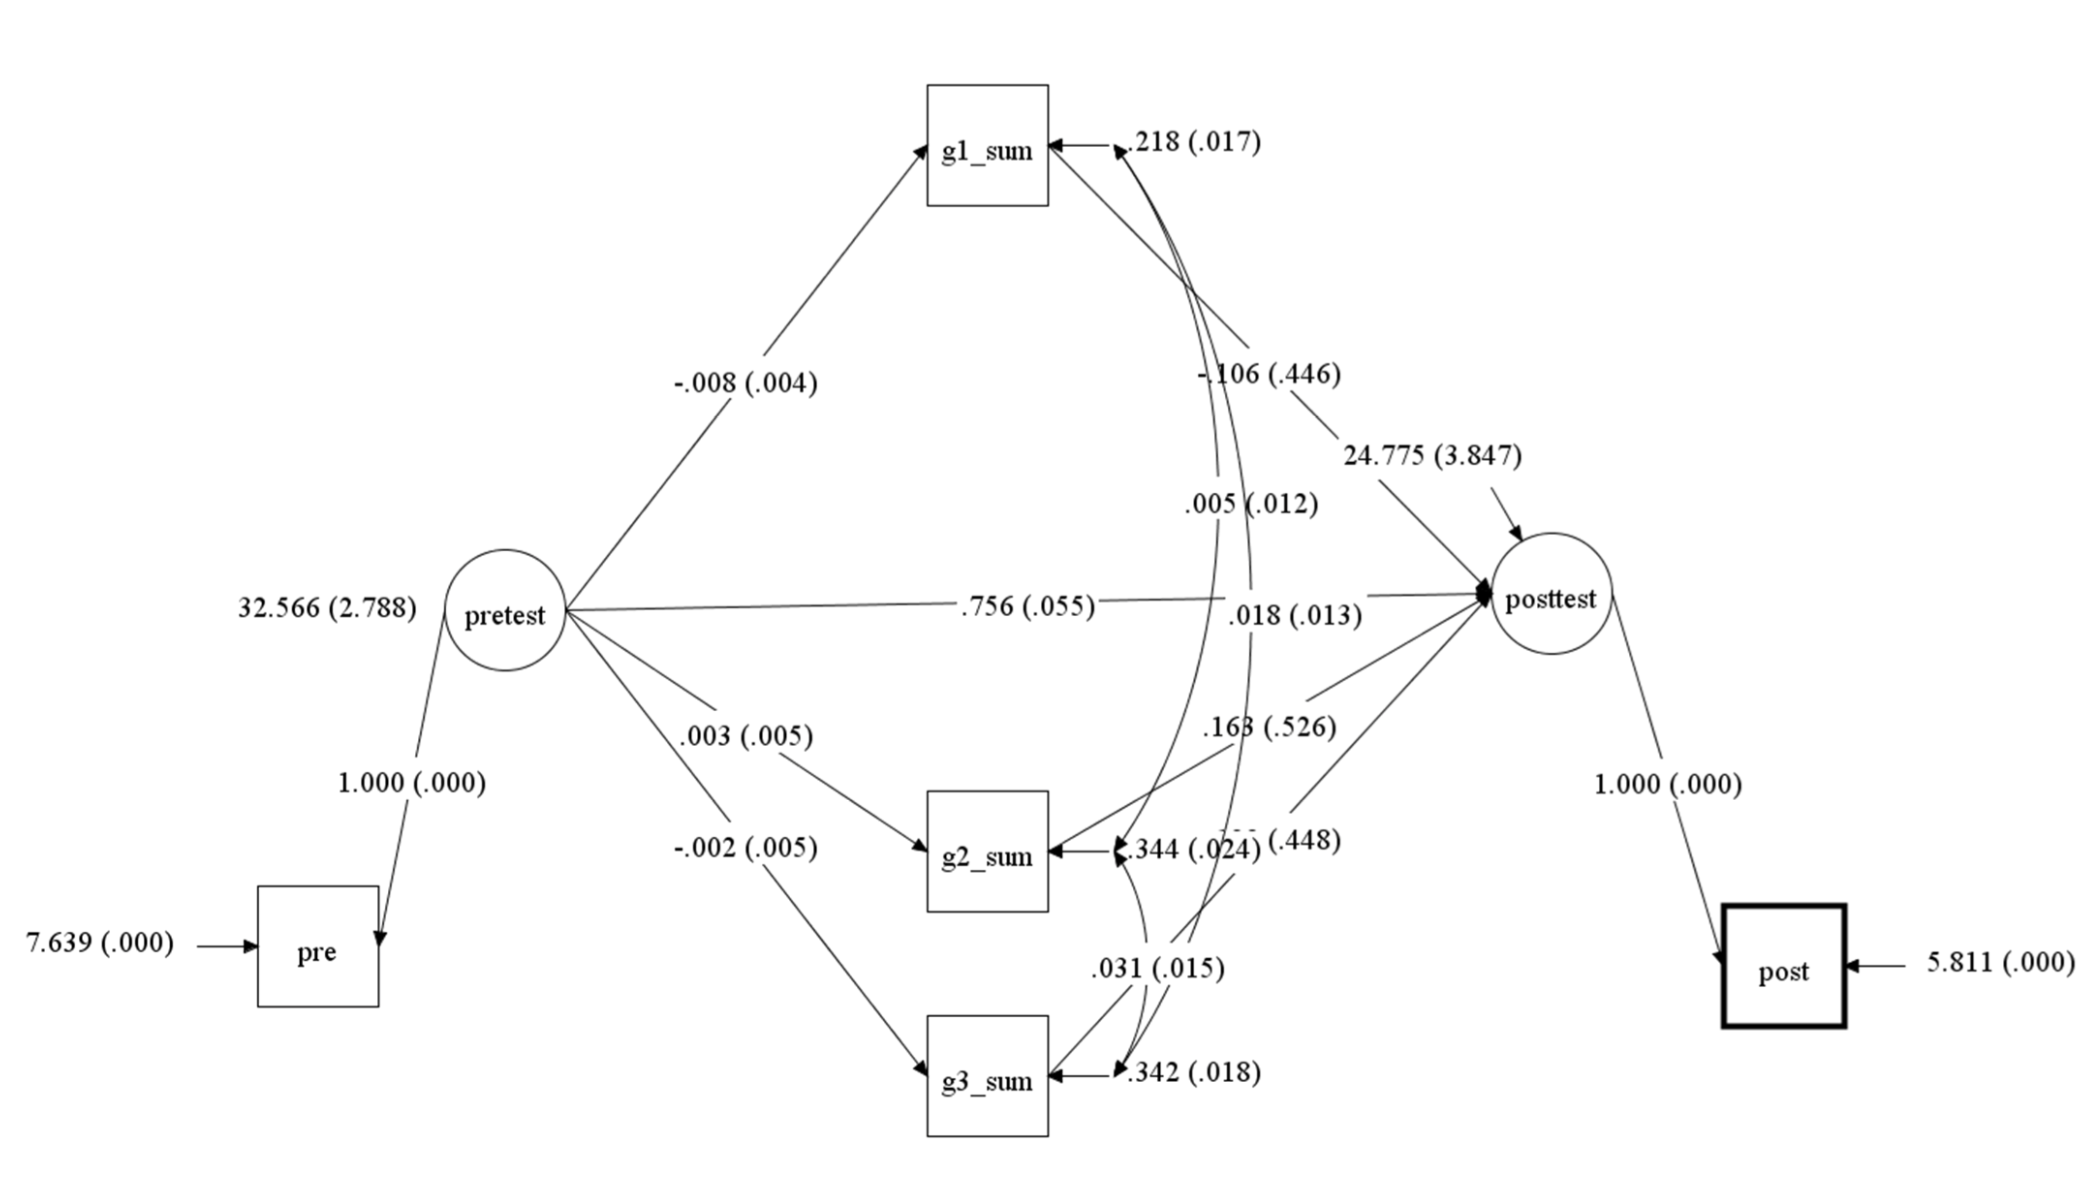 g1_sum
.218 (.017)
-.008 (.004)
-.106 (.446)
24.775 (3.847)
.005 (.012)
32.566 (2.788)
pretest
.756 (.055)
.018 (.013)
posttest
.003 (.005)
.163 (.526)
1.000 (.000)
1.000 (.000)
-.002 (.005)
g2_sum
.344 (.024)
(.448)
7.639 (.000)
pre
.031 (.015)
post
5.811 (.000)
g3_sum
.342 (.018)